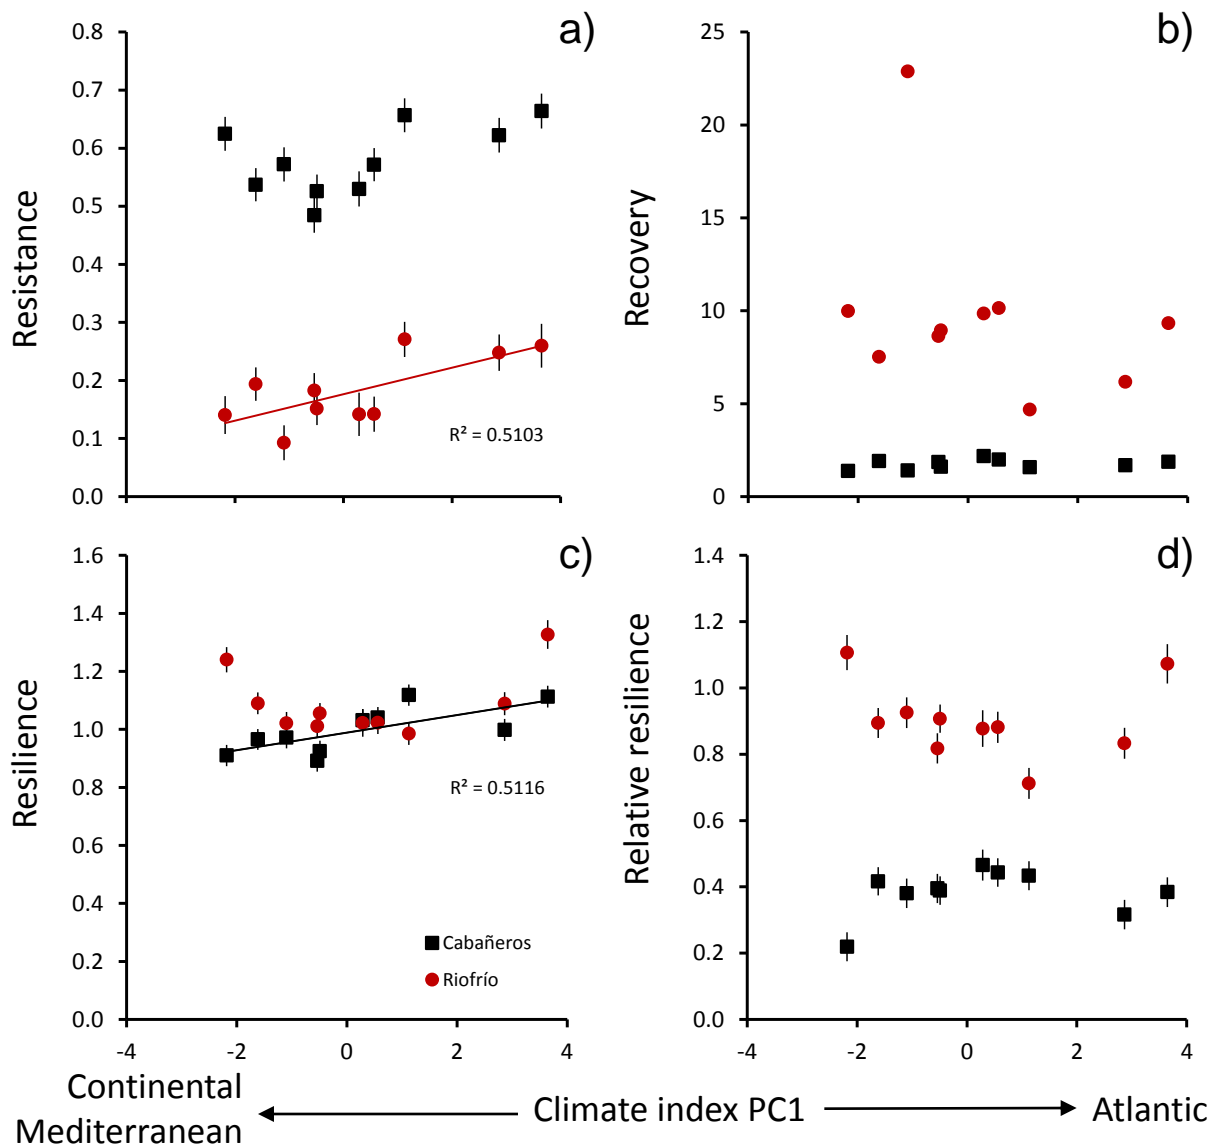 a)
0.8
0.7
0.6
0.5
0.4
0.3
0.2
0.1
0.0
Resistance
R² = 0.5103
b)
25
20
15
10
5
0
Recovery
c)
1.6
1.4
1.2
1.0
0.8
0.6
0.4
0.2
0.0
Resilience
R² = 0.5116
Cabañeros
Riofrío
-4 -2 0 2 4
d)
1.4
1.2
1.0
0.8
0.6
0.4
0.2
0.0
Relative resilience
-4 -2 0 2 4
Continental
Mediterranean
Climate index PC1
Atlantic